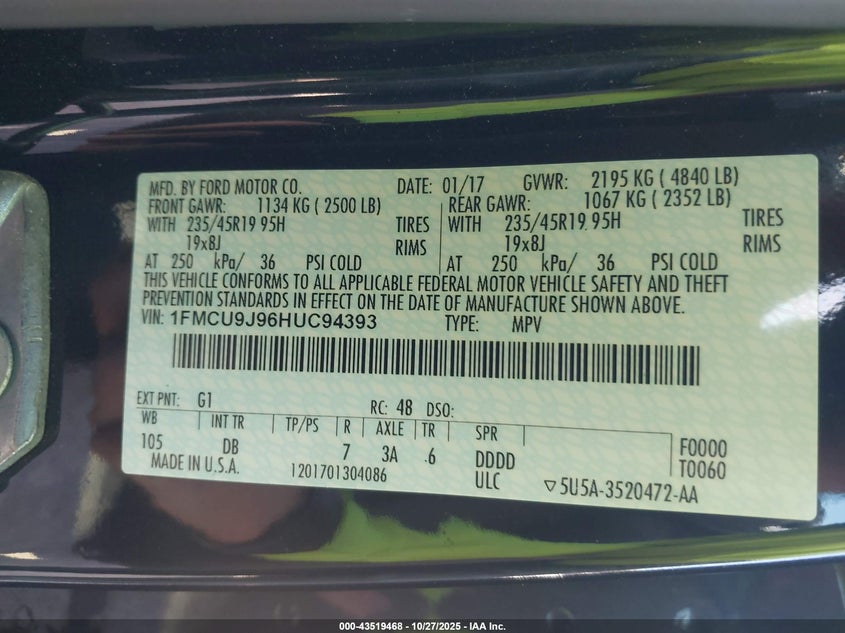 MFD. BY FORD MOTOR CO. DATE: 01/17 GVWR: 2195 KG ( 4840 LB)
FRONT GAWR: 1134 KG ( 2500 LB) REAR GAWR: 1067 KG ( 2352 LB)
WITH 235/45R19 95H TIRES WITH 235/45R19 95H TIRES
19x8J RIMS 19x8J RIMS
AT 250 kPa/ 36 PSI COLD AT 250 kPa/ 36 PSI COLD
THIS VEHICLE CONFORMS TO ALL APPLICABLE FEDERAL MOTOR VEHICLE SAFETY AND THEFT
PREVENTION STANDARDS IN EFFECT ON THE DATE OF MANUFACTURE SHOWN ABOVE.
VIN: 1FMCU9J96HUC94393 TYPE: MPV
EXT PNT: G1 RC: 48 DSO:
WB INT TR TP/PS R AXLE TR SPR
105 DB 7 3A .6 DDDD F0000
MADE IN U.S.A. 1201701304086 ULC T0060
▽5U5A-3520472-AA
000-43519468 - 10/27/2025 - IAA Inc.